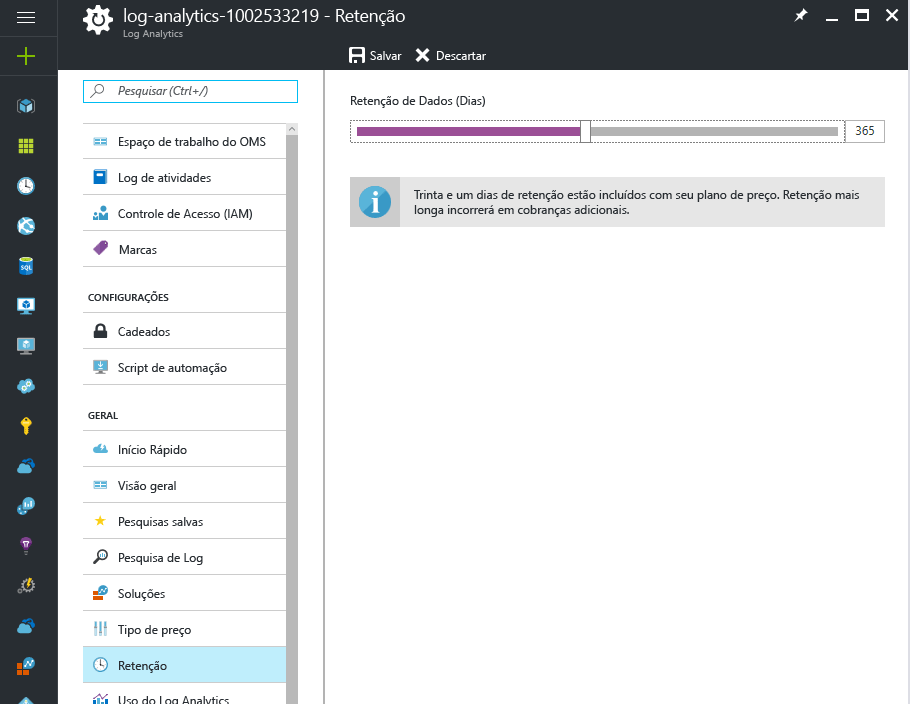 log-analytics-1002533219 - Retenção
Log Analytics
Salvar
Descartar
Pesquisar (Ctrl+/)
Espaço de trabalho do OMS
Log de atividades
Controle de Acesso (IAM)
Marcas
CONFIGURAÇÕES
Cadeados
Script de automação
GERAL
Início Rápido
Visão geral
Pesquisas salvas
Pesquisa de Log
Soluções
Tipo de preço
Retenção
Uso do Log Analytics
Retenção de Dados (Dias)
365
Trinta e um dias de retenção estão incluídos com seu plano de preço. Retenção mais
longa incorrerá em cobranças adicionais.
SQL